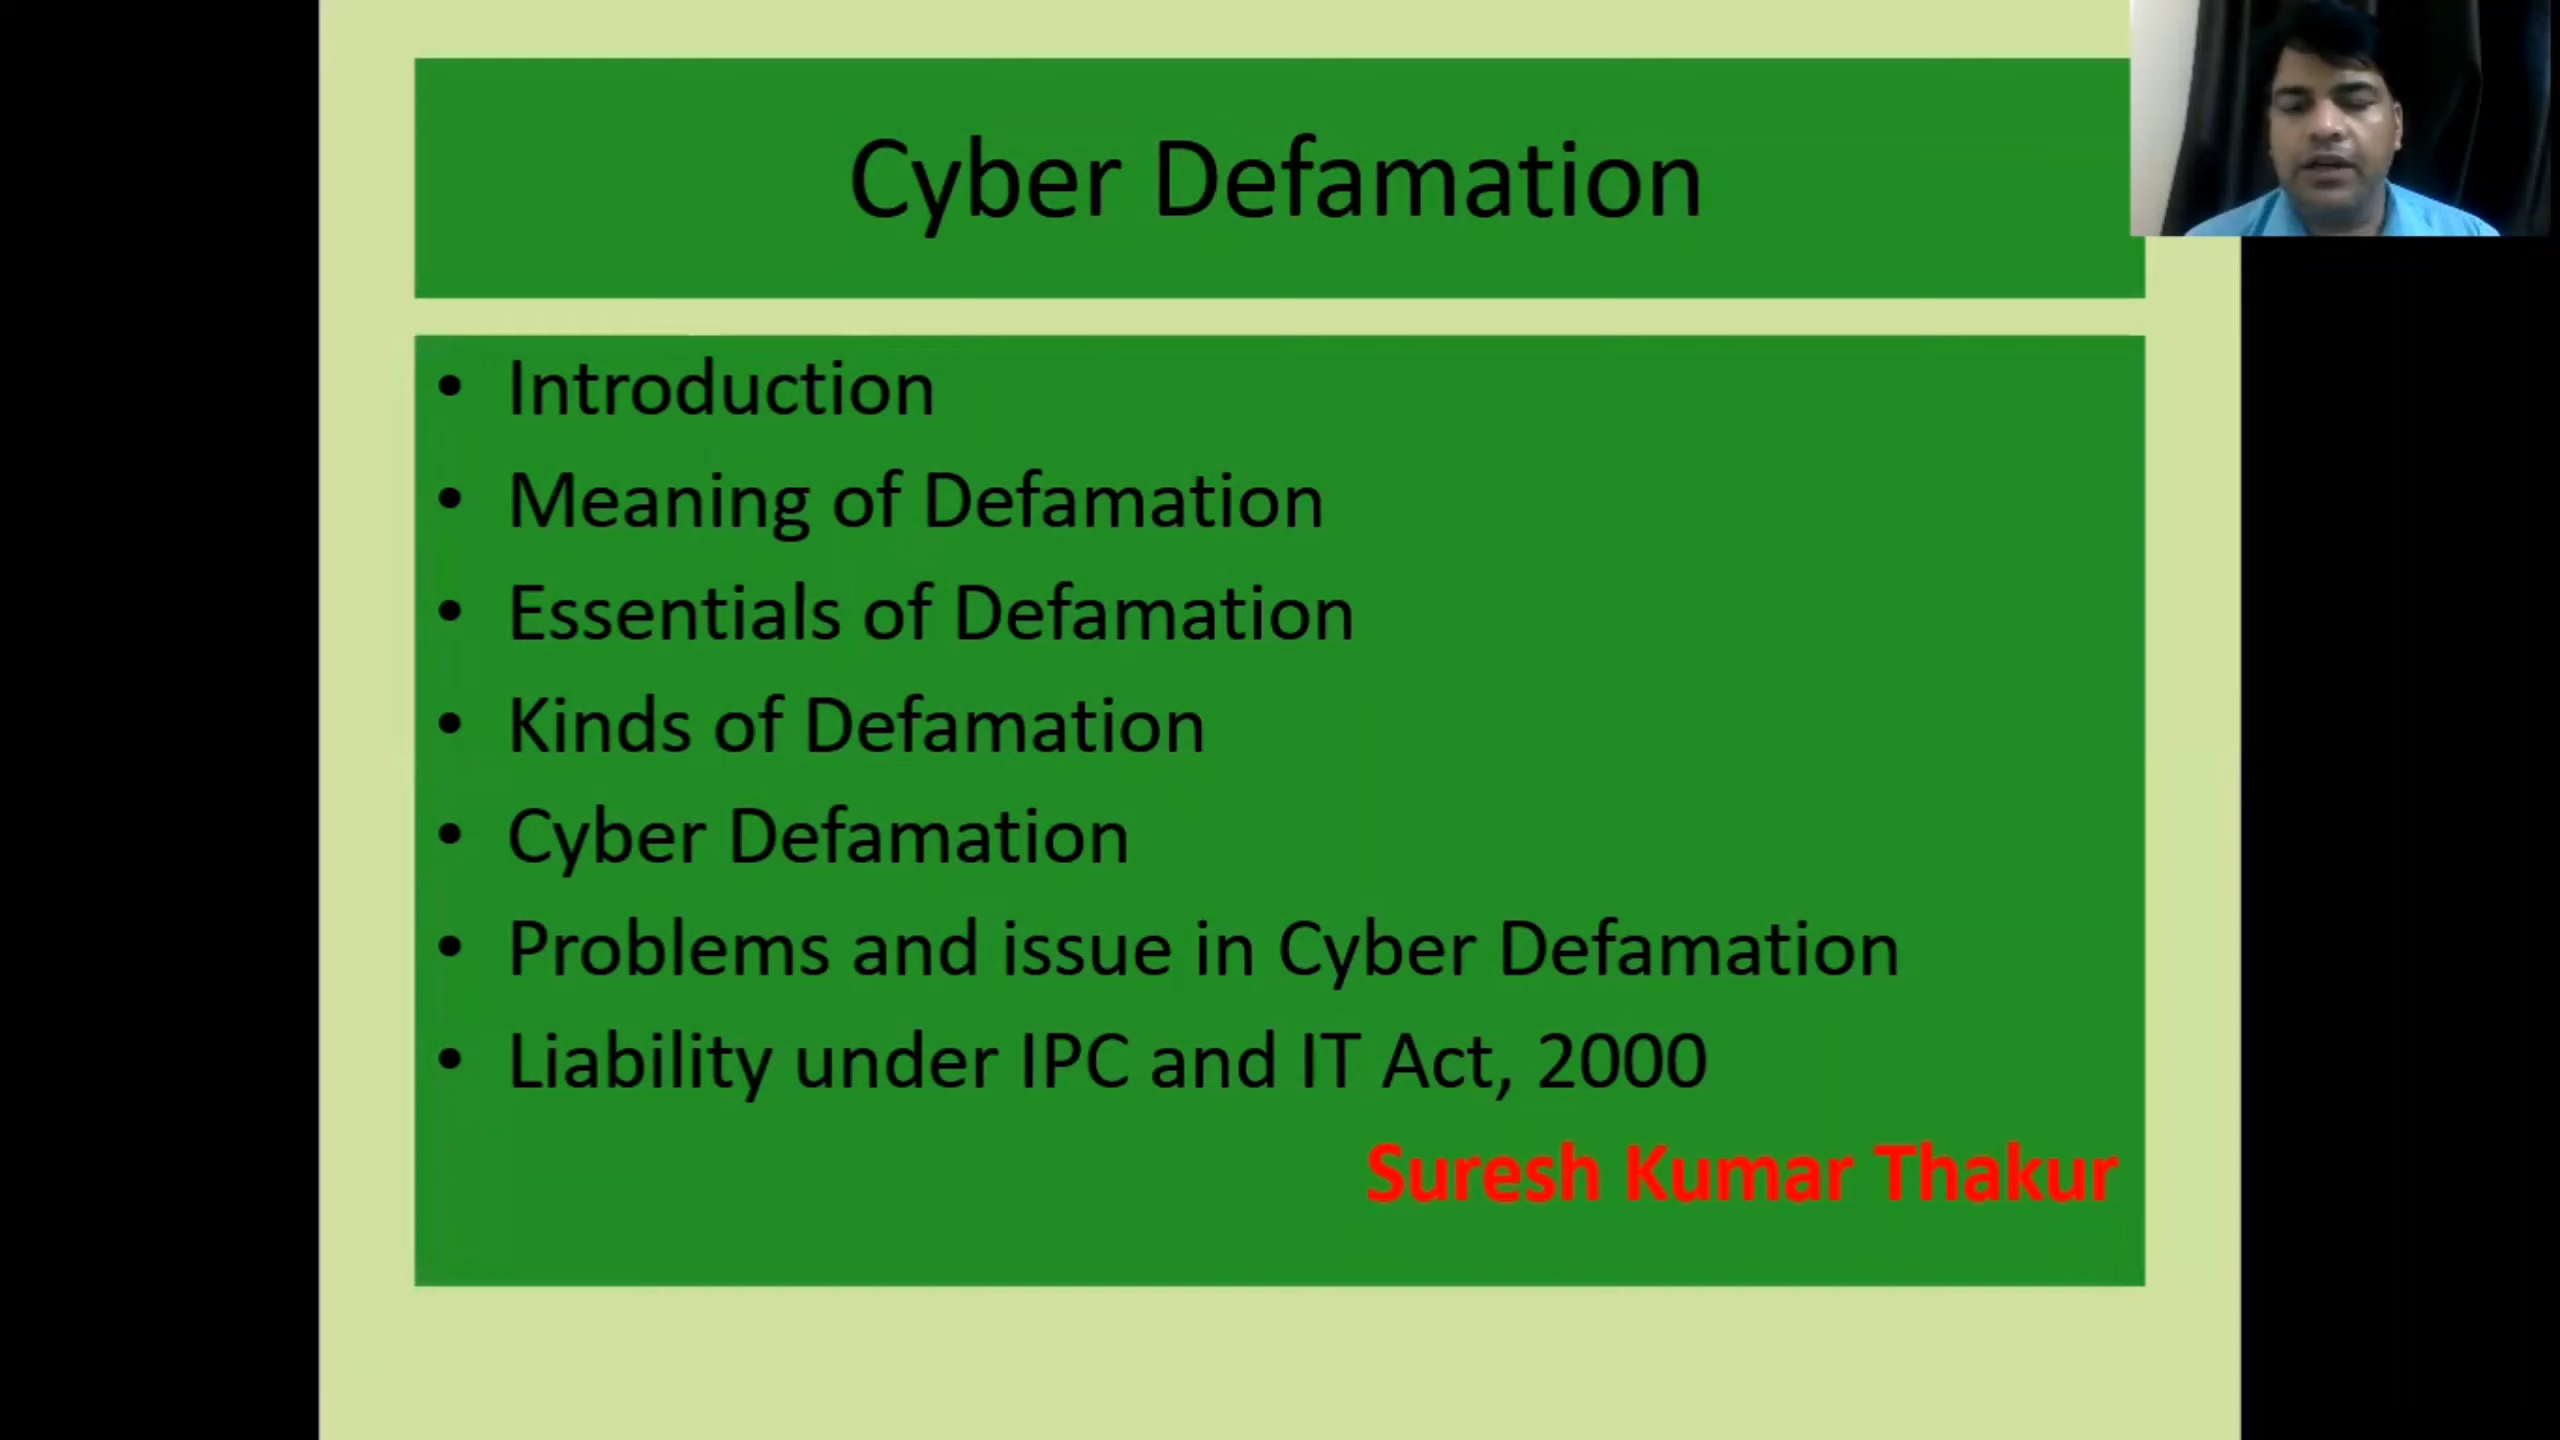 Cyber Defamation
• Introduction
• Meaning of Defamation
• Essentials of Defamation
• Kinds of Defamation
• Cyber Defamation
• Problems and issue in Cyber Defamation
• Liability under IPC and IT Act, 2000
Suresh Kumar Thakur